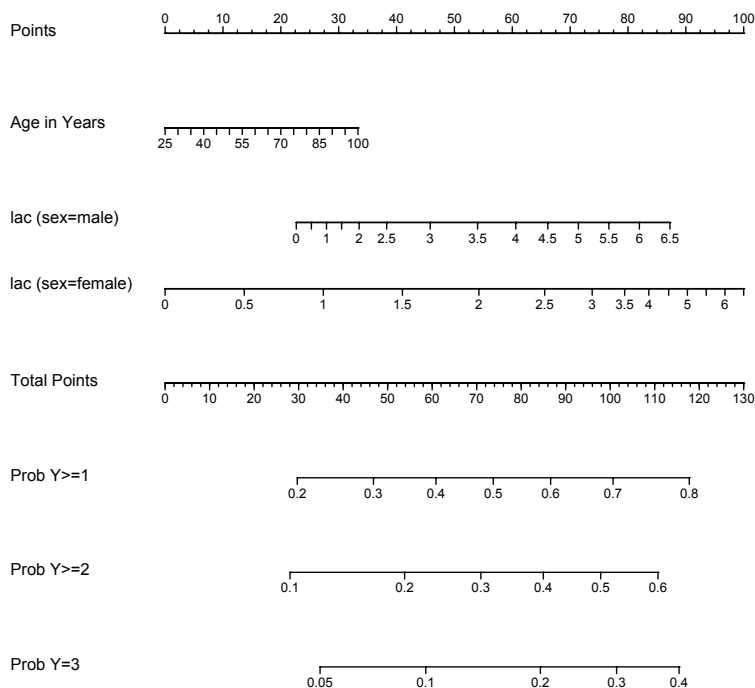 Points
0 10 20 30 40 50 60 70 80 90 100
Age in Years
25 40 55 70 85 100
lac (sex=male)
0 1 2 2.5 3 3.5 4 4.5 5 5.5 6 6.5
lac (sex=female)
0 0.5 1 1.5 2 2.5 3 3.5 4 5 6
Total Points
0 10 20 30 40 50 60 70 80 90 100 110 120 130
Prob Y>=1
0.2 0.3 0.4 0.5 0.6 0.7 0.8
Prob Y>=2
0.1 0.2 0.3 0.4 0.5 0.6
Prob Y=3
0.05 0.1 0.2 0.3 0.4